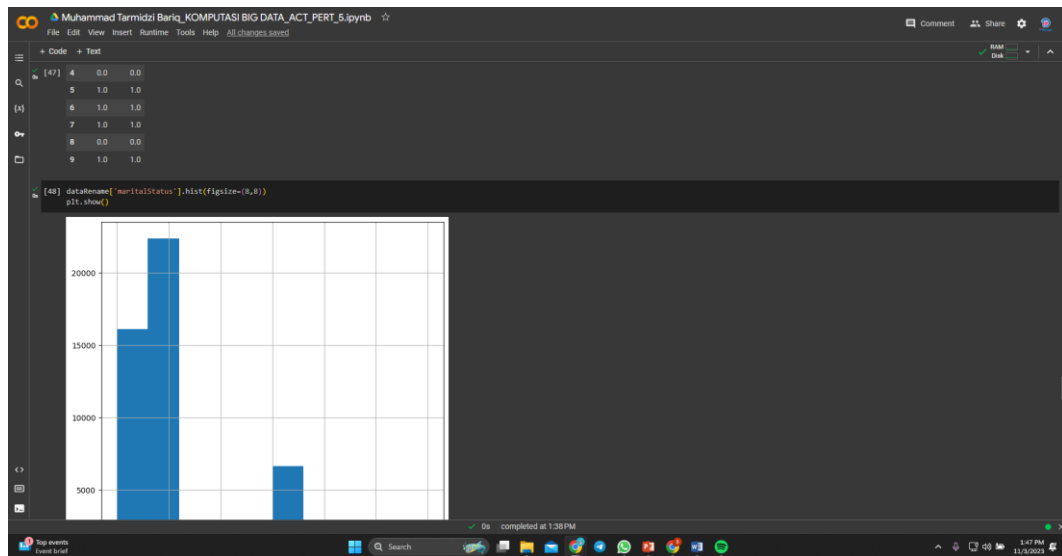 Muhammad Tarmidzi Bariq_KOMPUTASI BIG DATA_ACT_PERT_5.ipynb
Comment Share
File Edit View Insert Runtime Tools Help All changes saved
+ Code + Text
RAM
Disk
[47] 4 0.0 0.0
0s
5 1.0 1.0
6 1.0 1.0
7 1.0 1.0
8 0.0 0.0
9 1.0 1.0
[48] dataRename["maritalStatus"].hist(figsize=(8,8))
0s
plt.show()
20000
15000
10000
5000
0s completed at 1:38 PM
Top events
Event brief
Search
1:47 PM
11/3/2023